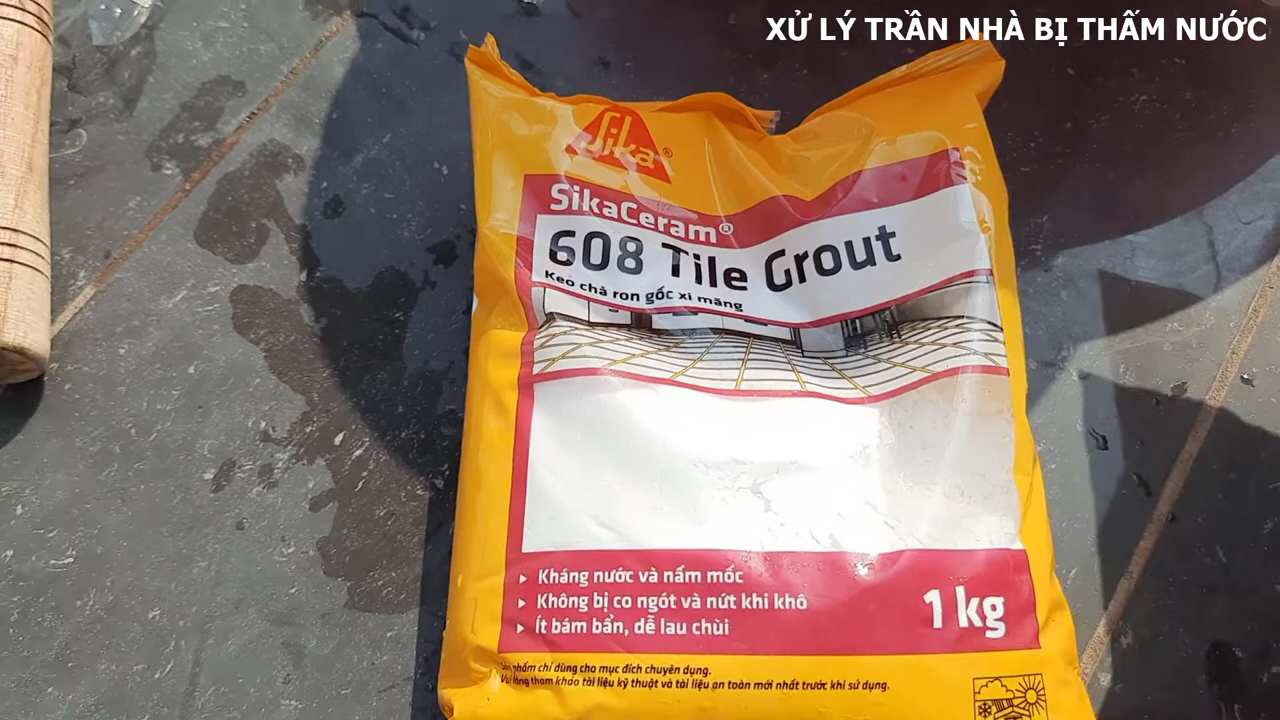 XỬ LÝ TRẦN NHÀ BỊ THẤM NƯỚC
Sika®
SikaCeram®
608 Tile Grout
Keo chà ron gốc xi măng
▸ Kháng nước và nấm mốc
▸ Không bị co ngót và nứt khi khô
▸ Ít bám bẩn, dễ lau chùi
1 kg
phẩm chỉ dùng cho mục đích chuyên dụng.
lòng tham khảo tài liệu kỹ thuật và tài liệu an toàn mới nhất trước khi sử dụng.